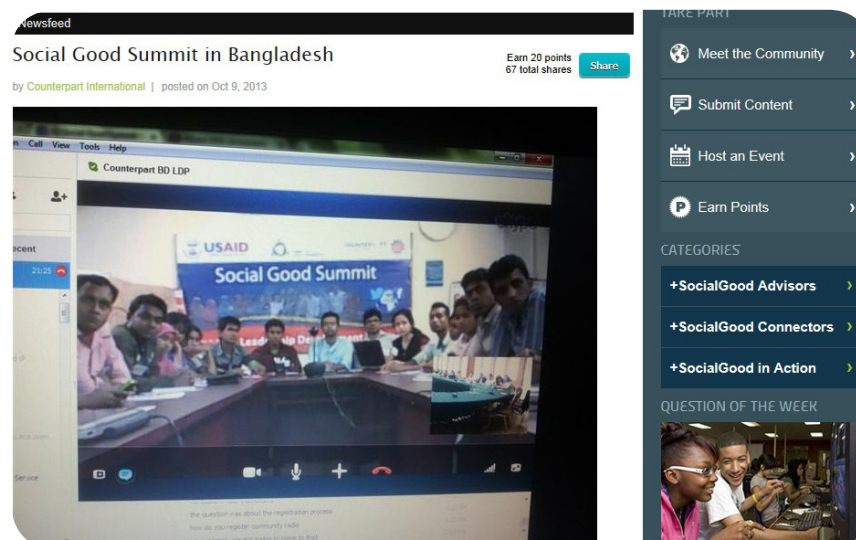 Newsfeed
Social Good Summit in Bangladesh
by Counterpart International | posted on Oct 9, 2013
Earn 20 points
67 total shares
Share
Call View Tools Help
Counterpart BD LDP
21:25
skype
USAID
Social Good Summit
Leadership
Service
the question was about the registration process
how do you register community radio
TAKE PART
Meet the Community
Submit Content
Host an Event
Earn Points
CATEGORIES
+SocialGood Advisors
+SocialGood Connectors
+SocialGood in Action
QUESTION OF THE WEEK